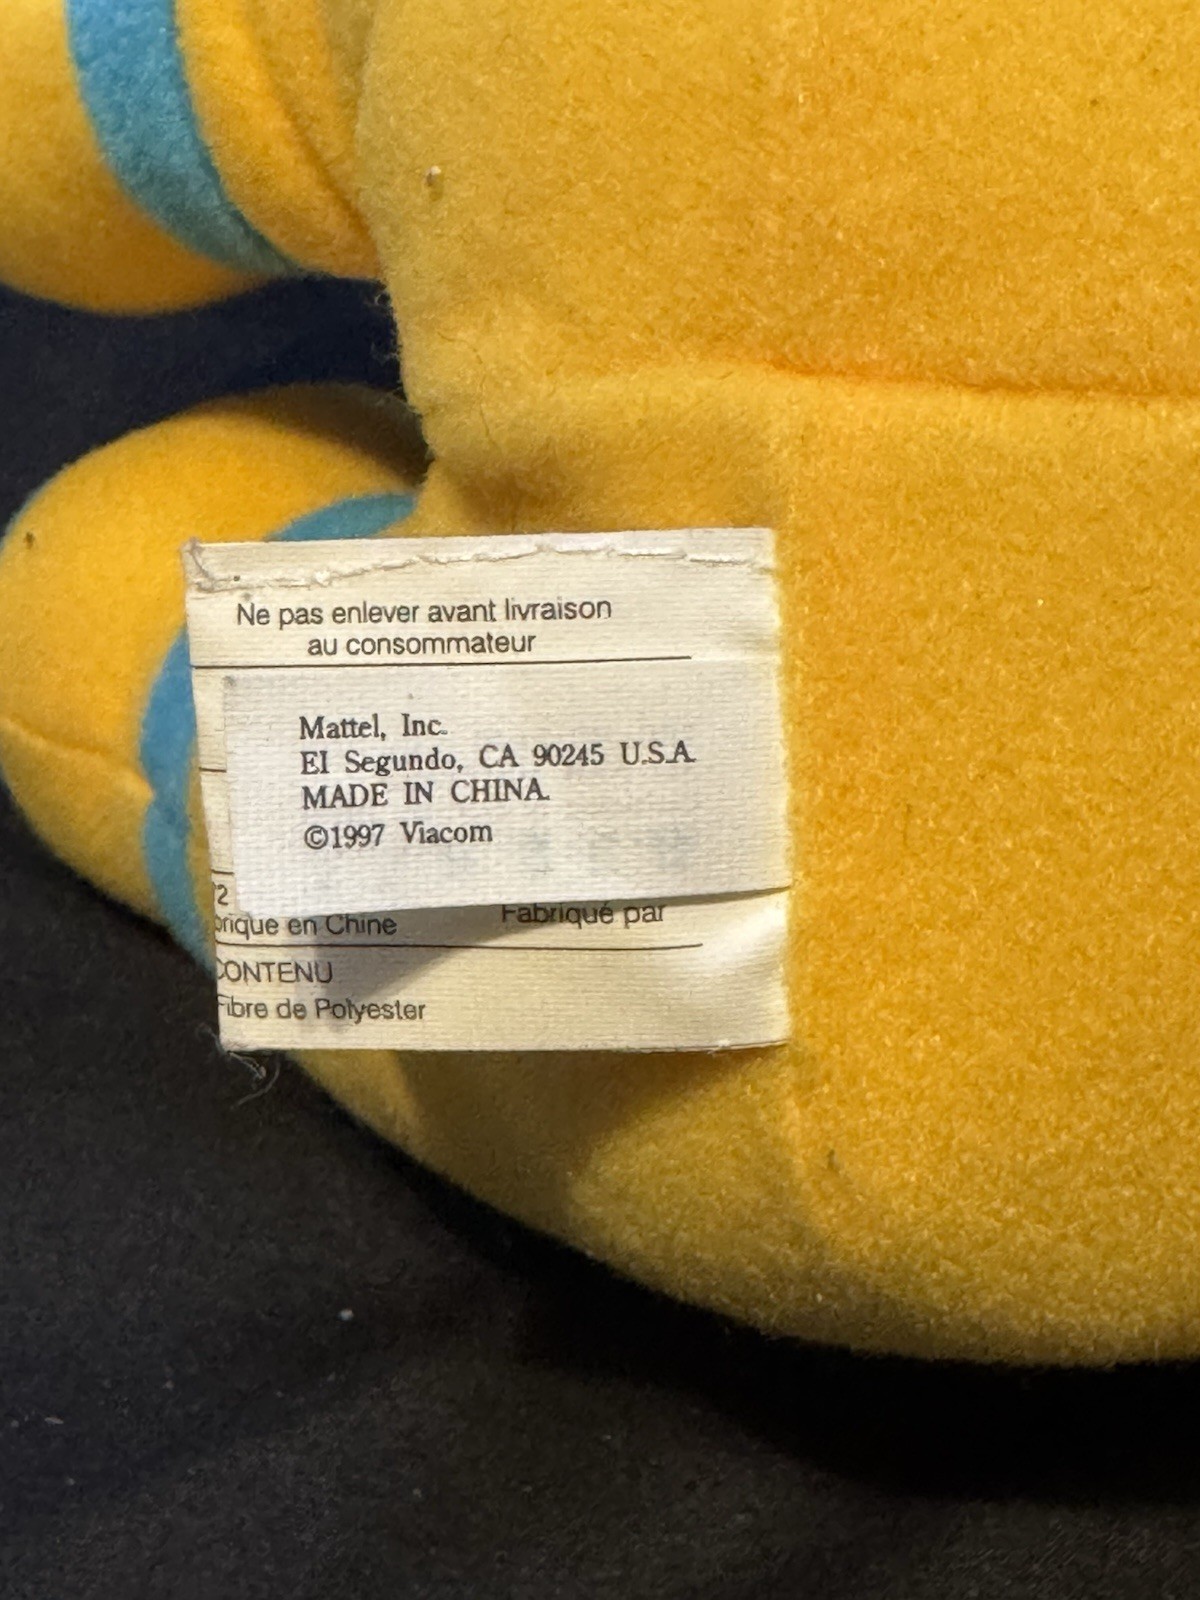 Ne pas enlever avant livraison
au consommateur
Mattel, Inc.
El Segundo, CA 90245 U.S.A.
MADE IN CHINA.
©1997 Viacom
72
brique en Chine Fabriqué par
CONTENU
Fibre de Polyester